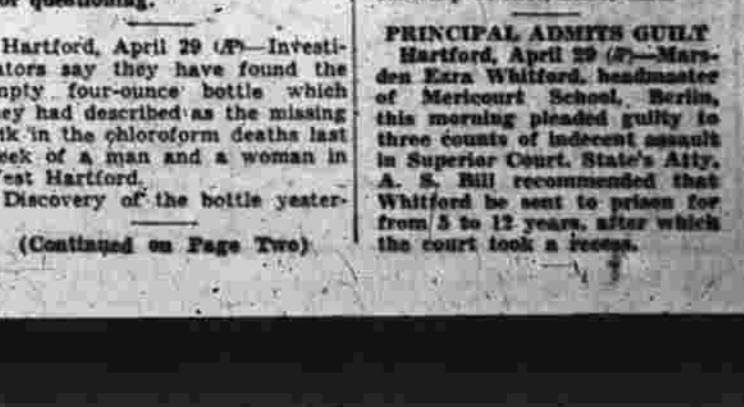 of questioning.
Hartford, April 29 (AP)—Investi-
ators say they have found the
mpty four-ounce bottle which
ey had described as the missing
nk in the chloroform deaths last
eek of a man and a woman in
est Hartford.
Discovery of the bottle yester-
(Continued on Page Two)
PRINCIPAL ADMITS GUILT
Hartford, April 29 (AP)—Mars-
den Ezra Whitford, headmaster
of Mericourt School, Berlin,
this morning pleaded guilty to
three counts of indecent assault
in Superior Court. State's Atty.
A. S. Bill recommended that
Whitford be sent to prison for
from 5 to 12 years, after which
the court took a recess.